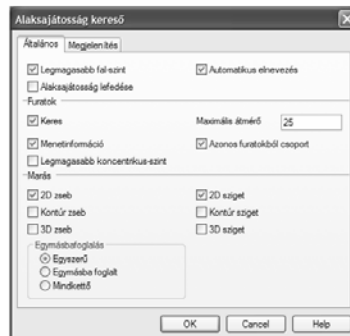 Alaksajátosság kereső
Általános Megjelenítés
Legmagasabb fal-szint Automatikus elnevezés
Alaksajátosság lefedése
Furatok
Keres Maximális átmérő 25
Menetinformáció Azonos furatokból csoport
Legmagasabb koncentrikus-szint
Marás
2D zseb 2D sziget
Kontúr zseb Kontúr sziget
3D zseb 3D sziget
Egymásbafoglalás
Egyszerű
Egymásba foglalt
Mindkettő
OK Cancel Help